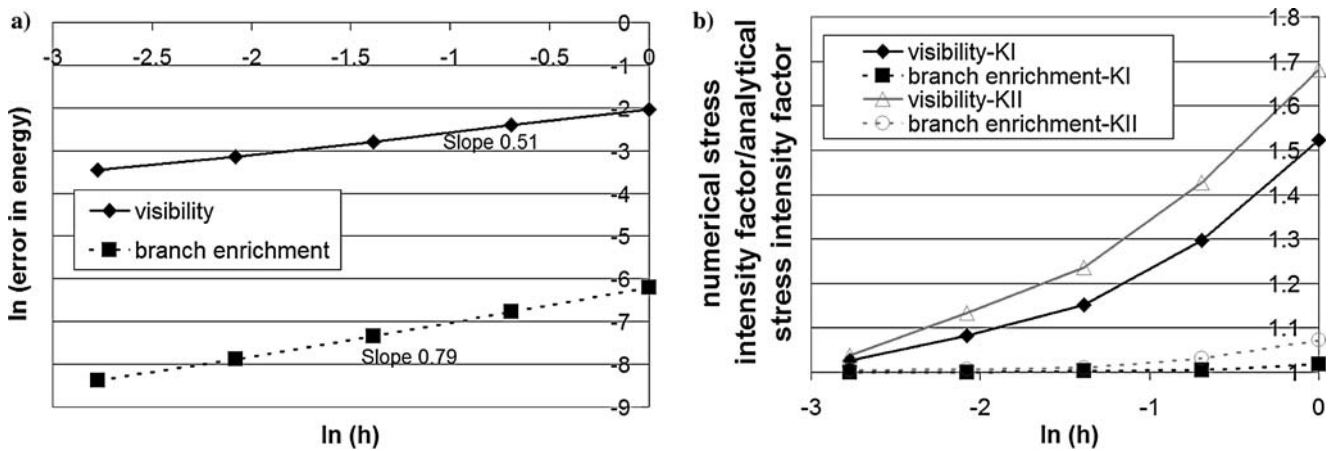 a)
0
-3 -2.5 -2 -1.5 -1 -0.5 0
-1
-2
Slope 0.51
-3
-4
visibility
branch enrichment
-5
-6
-7
Slope 0.79
-8
-9
ln (error in energy)
ln (h)
b)
numerical stress
intensity factor/analytical
stress intensity factor
visibility-KI
branch enrichment-KI
visibility-KII
branch enrichment-KII
1.8
1.7
1.6
1.5
1.4
1.3
1.2
1.1
1
-3 -2 -1 0
ln (h)